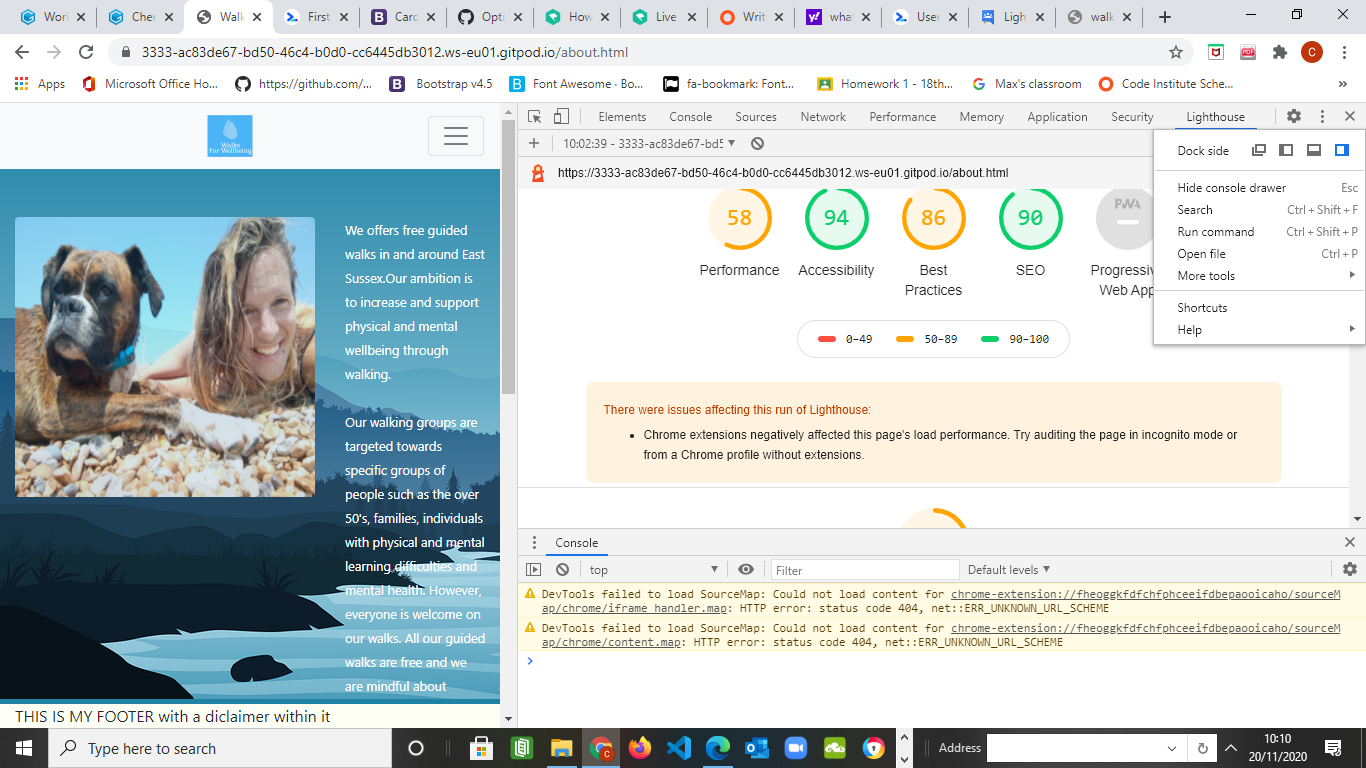 Worl
Cher
Walk
First
Card
Opti
How
Live
Writ
wha
User
Ligh
walk
3333-ac83de67-bd50-46c4-b0d0-cc6445db3012.ws-eu01.gitpod.io/about.html
C
Apps
Microsoft Office Ho...
https://github.com/...
Bootstrap v4.5
Font Awesome · Bo...
fa-bookmark: Font...
Homework 1 - 18th...
Max's classroom
Code Institute Sche...
»
Walks
For Wellbeing
We offers free guided
walks in and around East
Sussex.Our ambition is
to increase and support
physical and mental
wellbeing through
walking.
Our walking groups are
targeted towards
specific groups of
people such as the over
50's, families, individuals
with physical and mental
learning difficulties and
mental health. However,
everyone is welcome on
our walks. All our guided
walks are free and we
are mindful about
THIS IS MY FOOTER with a diclaimer within it
Elements Console Sources Network Performance Memory Application Security Lighthouse
10:02:39 - 3333-ac83de67-bd5
https://3333-ac83de67-bd50-46c4-b0d0-cc6445db3012.ws-eu01.gitpod.io/about.html
58
Performance
94
Accessibility
86
Best
Practices
90
SEO
PWA
Progressiv
Web App
0–49 50–89 90–100
There were issues affecting this run of Lighthouse:
Chrome extensions negatively affected this page's load performance. Try auditing the page in incognito mode or
from a Chrome profile without extensions.
Dock side
Hide console drawer Esc
Search Ctrl + Shift + F
Run command Ctrl + Shift + P
Open file Ctrl + P
More tools
Shortcuts
Help
Console
top
Filter
Default levels
DevTools failed to load SourceMap: Could not load content for chrome-extension://fheoggkfdfchfphceeifdbepaooicaho/sourceM
ap/chrome/iframe_handler.map: HTTP error: status code 404, net::ERR_UNKNOWN_URL_SCHEME
DevTools failed to load SourceMap: Could not load content for chrome-extension://fheoggkfdfchfphceeifdbepaooicaho/sourceM
ap/chrome/content.map: HTTP error: status code 404, net::ERR_UNKNOWN_URL_SCHEME
Type here to search
Address
10:10
20/11/2020